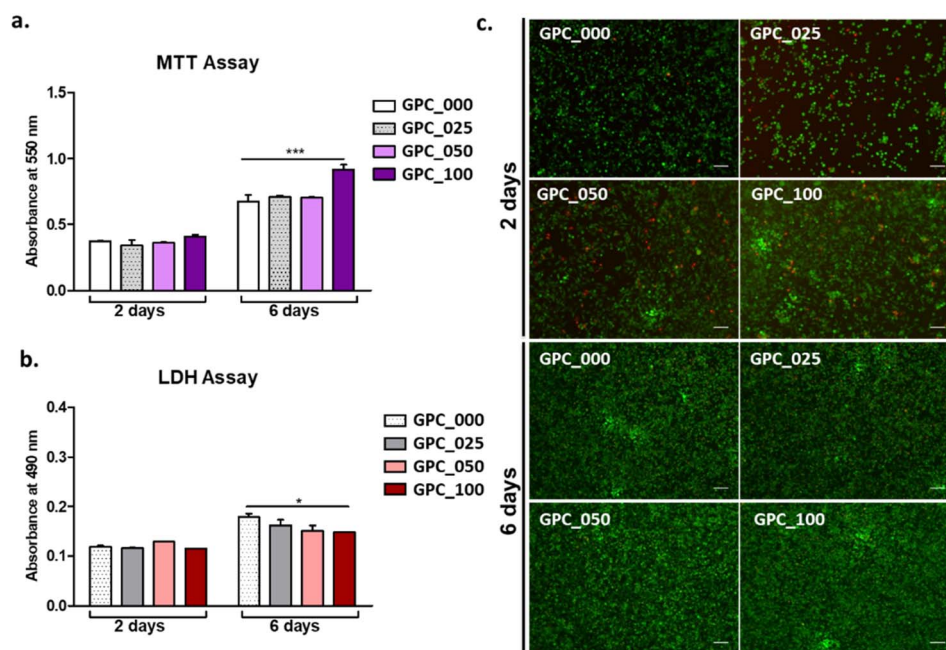 a.
MTT Assay
Absorbance at 550 nm
1.5
1.0
0.5
0.0
2 days
6 days
***
GPC_000
GPC_025
GPC_050
GPC_100
b.
LDH Assay
Absorbance at 490 nm
0.4
0.3
0.2
0.1
0.0
2 days
6 days
*
GPC_000
GPC_025
GPC_050
GPC_100
c.
2 days
GPC_000
GPC_025
GPC_050
GPC_100
6 days
GPC_000
GPC_025
GPC_050
GPC_100